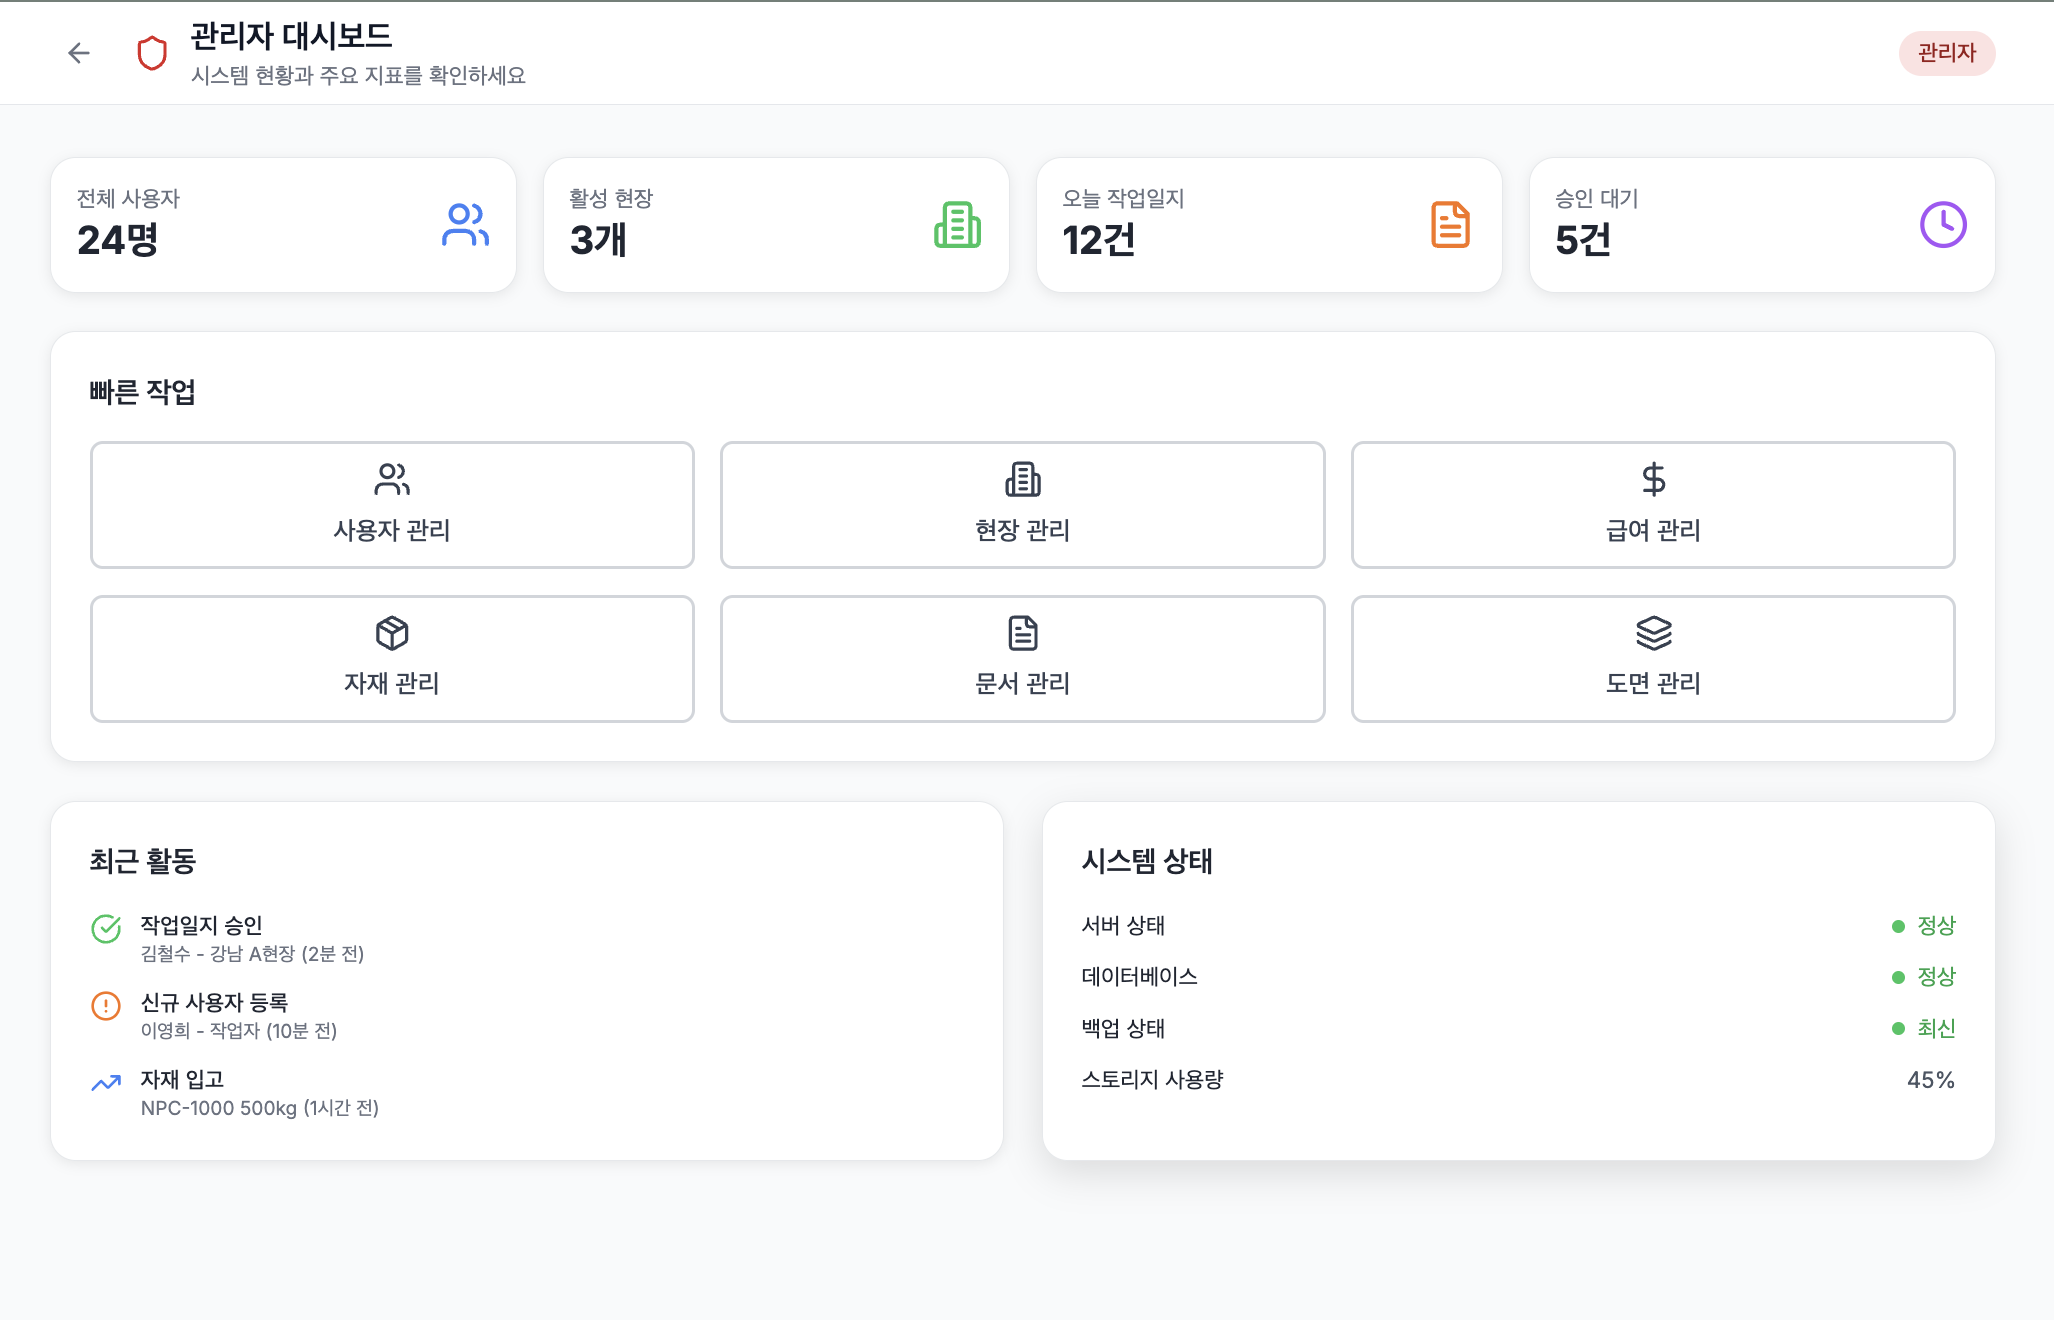 관리자 대시보드
시스템 현황과 주요 지표를 확인하세요
관리자
전체 사용자
24명
활성 현장
3개
오늘 작업일지
12건
승인 대기
5건
빠른 작업
사용자 관리
현장 관리
급여 관리
자재 관리
문서 관리
도면 관리
최근 활동
작업일지 승인
김철수 - 강남 A현장 (2분 전)
신규 사용자 등록
이영희 - 작업자 (10분 전)
자재 입고
NPC-1000 500kg (1시간 전)
시스템 상태
서버 상태
정상
데이터베이스
정상
백업 상태
최신
스토리지 사용량
45%